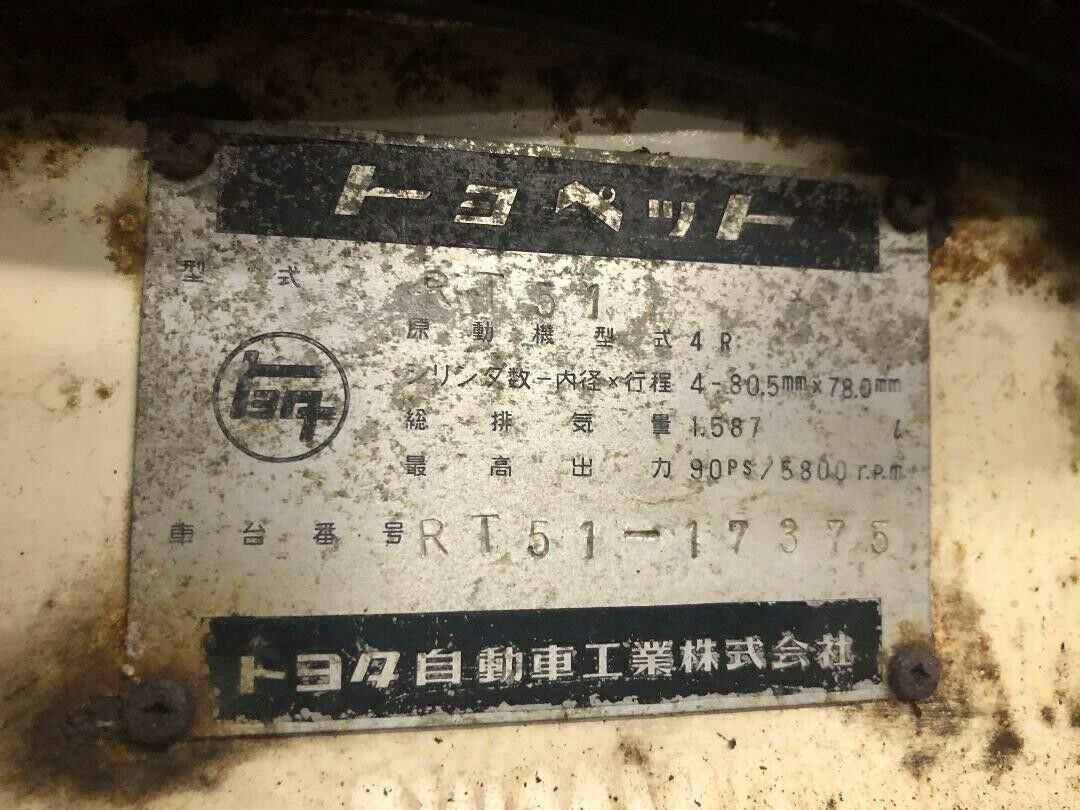 トヨペット
型式 RT51
原動機型式 4R
シリンダ数-内径×行程 4-80.5mm×78.0mm
トヨタ
総排気量 1.587 ℓ
最高出力 90PS/5800r.p.m
車台番号 RT51-17375
トヨタ自動車工業株式会社